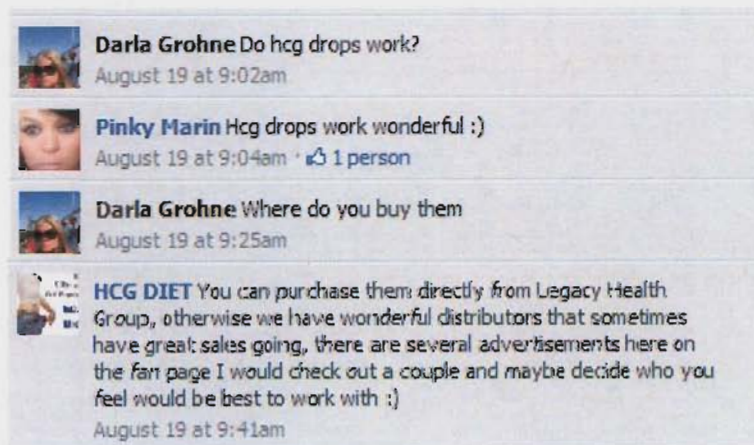 Darla Grohne Do hcg drops work?
August 19 at 9:02am
Pinky Marin Hcg drops work wonderful :)
August 19 at 9:04am · 1 person
Darla Grohne Where do you buy them
August 19 at 9:25am
HCG DIET You can purchase them directly from Legacy Health
Group, otherwise we have wonderful distributors that sometimes
have great sales going, there are several advertisements here on
the fan page I would check out a couple and maybe decide who you
feel would be best to work with :)
August 19 at 9:41am